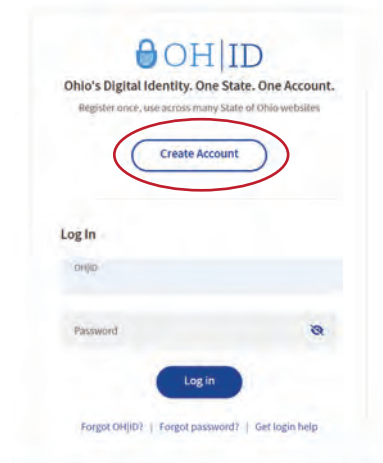 OH|ID
Ohio's Digital Identity. One State. One Account.
Register once, use across many State of Ohio websites
Create Account
Log In
OH|ID
Password
Log in
Forgot OH|ID? | Forgot password? | Get login help